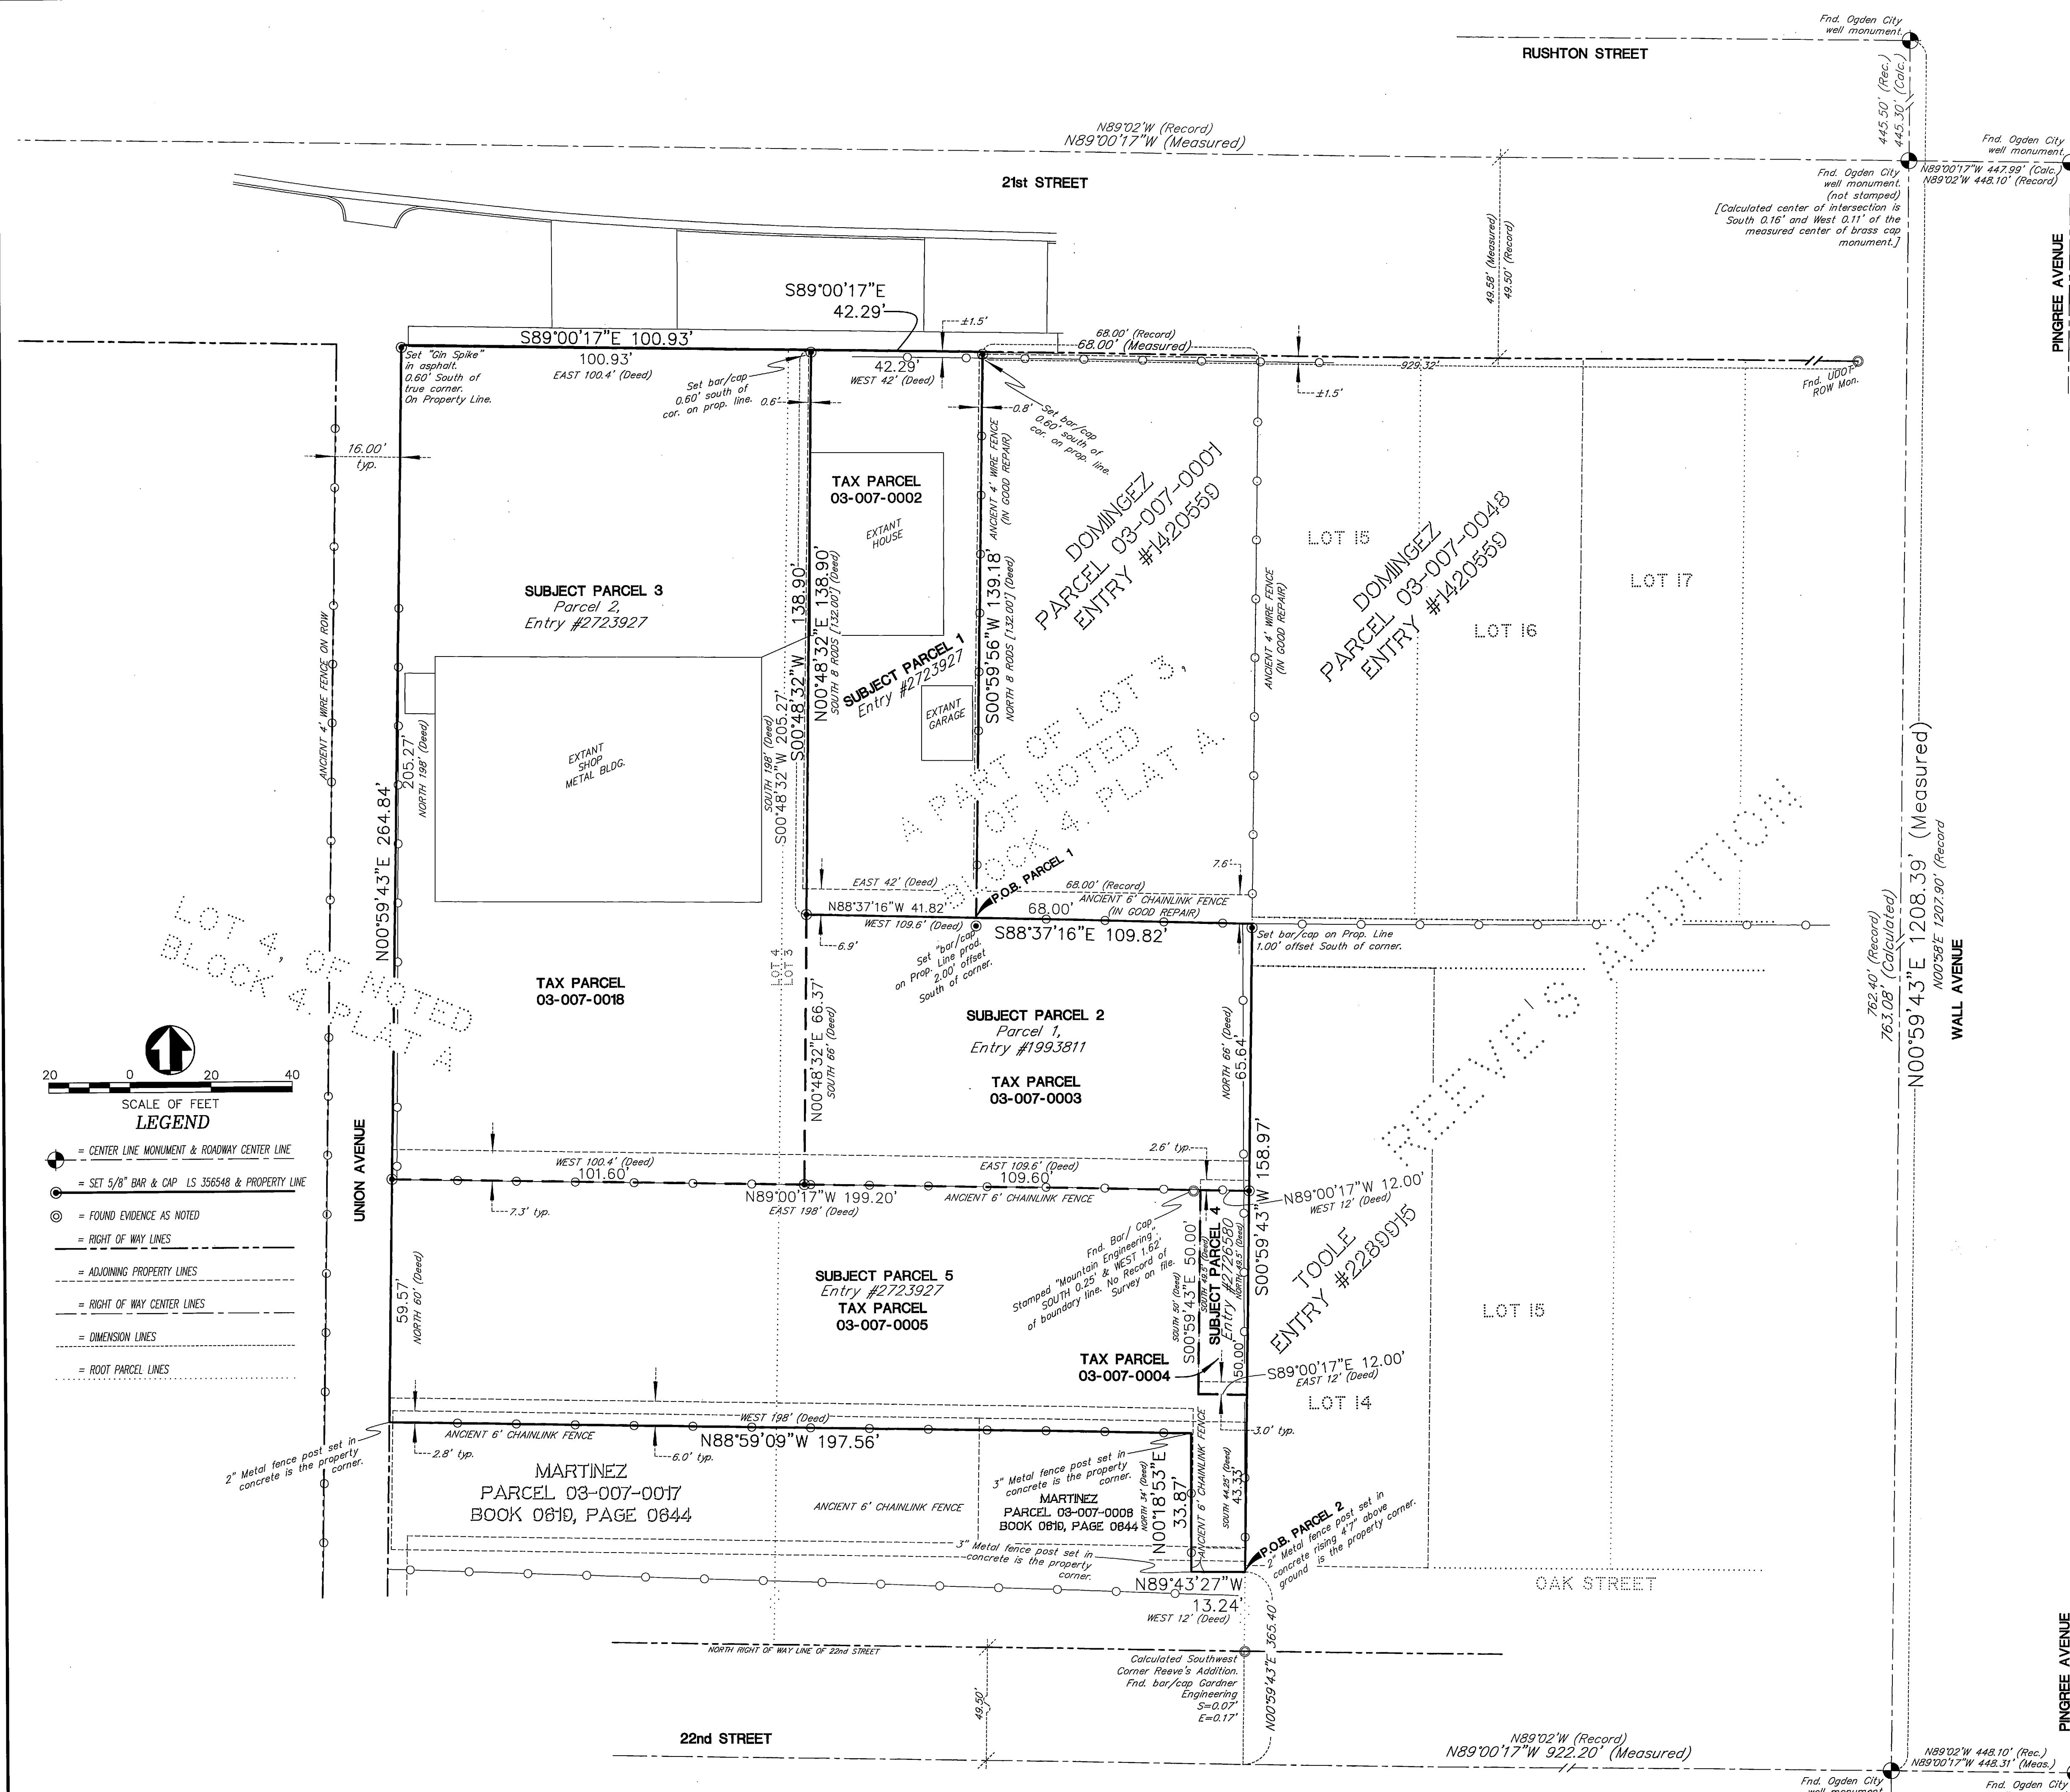 Fnd. Ogden City
well monument.
RUSHTON STREET
445.50' (Rec.)
445.30' (Calc.)
N89°02'W (Record)
N89°00'17"W (Measured)
Fnd. Ogden City
well monument.
N89°00'17"W 447.99' (Calc.)
N89°02'W 448.10' (Record)
21st STREET
Fnd. Ogden City
well monument.
(not stamped)
[Calculated center of intersection is
South 0.16' and West 0.11' of the
measured center of brass cap
monument.]
PINGREE AVENUE
49.58' (Measured)
49.50' (Record)
S89°00'17"E
42.29'
±1.5'
68.00' (Record)
68.00' (Measured)
S89°00'17"E 100.93'
100.93'
EAST 100.4' (Deed)
42.29'
WEST 42' (Deed)
929.32'
Fnd. UDOT
ROW Mon.
±1.5'
Set "Gin Spike"
in asphalt.
0.60' South of
true corner.
On Property Line.
Set bar/cap
0.60' south of
cor. on prop. line.
0.6'
0.8'
Set bar/cap
0.60' south of
cor. on prop. line.
16.00'
typ.
TAX PARCEL
03-007-0002
EXTANT
HOUSE
ANCIENT 4' WIRE FENCE
(IN GOOD REPAIR)
DOMINGEZ
PARCEL 03-007-0001
ENTRY #1420559
LOT 15
DOMINGEZ
PARCEL 03-007-0048
ENTRY #1420559
LOT 16
LOT 17
SUBJECT PARCEL 3
Parcel 2,
Entry #2723927
S00°48'32"W 138.90'
N00°48'32"E 138.90'
SOUTH 8 RODS [132.00'] (Deed)
S00°59'56"W 139.18'
NORTH 8 RODS [132.00'] (Deed)
ANCIENT 4' WIRE FENCE
(IN GOOD REPAIR)
ANCIENT 4' WIRE FENCE ON ROW
SUBJECT PARCEL 1
Entry #2723927
EXTANT
GARAGE
EXTANT
SHOP
METAL BLDG.
205.27'
NORTH 198' (Deed)
SOUTH 198' (Deed)
S00°48'32"W 205.27'
A PART OF LOT 3,
OF NOTED
BLOCK 4. PLAT A.
N00°59'43"E 264.84'
P.O.B. PARCEL 1
7.6'
EAST 42' (Deed)
68.00' (Record)
ANCIENT 6' CHAINLINK FENCE
(IN GOOD REPAIR)
N88°37'16"W 41.82'
68.00'
WEST 109.6' (Deed)
S88°37'16"E 109.82'
6.9'
Set "bar/cap"
on Prop. Line prod.
2.00' offset
South of corner.
Set bar/cap on Prop. Line
1.00' offset South of corner.
REEVE'S ADDITION
762.40' (Record)
763.08' (Calculated)
N00°59'43"E 1208.39' (Measured)
N00°58'E 1207.90' (Record
WALL AVENUE
LOT 4, OF NOTED
BLOCK 4. PLAT A
TAX PARCEL
03-007-0018
LOT 4
LOT 3
N00°48'32"E 66.37'
SOUTH 66' (Deed)
SUBJECT PARCEL 2
Parcel 1,
Entry #1993811
TAX PARCEL
03-007-0003
NORTH 66' (Deed)
65.64'
S00°59'43"W 158.97'
20 0 20 40
SCALE OF FEET
LEGEND
= CENTER LINE MONUMENT & ROADWAY CENTER LINE
= SET 5/8" BAR & CAP LS 356548 & PROPERTY LINE
= FOUND EVIDENCE AS NOTED
= RIGHT OF WAY LINES
= ADJOINING PROPERTY LINES
= RIGHT OF WAY CENTER LINES
= DIMENSION LINES
= ROOT PARCEL LINES
UNION AVENUE
2.6' typ.
WEST 100.4' (Deed)
101.60'
EAST 109.6' (Deed)
109.60'
N89°00'17"W 199.20'
EAST 198' (Deed)
ANCIENT 6' CHAINLINK FENCE
N89°00'17"W 12.00'
WEST 12' (Deed)
7.3' typ.
Fnd. Bar/ Cap
Stamped "Mountain Engineering".
SOUTH 0.25' & WEST 1.62'
of boundary line. No Record of
Survey on file.
SOUTH 50' (Deed)
S00°59'43"E 50.00'
SOUTH 49.5' (Deed)
SUBJECT PARCEL 4
Entry #2726580
NORTH 49.5' (Deed)
50.00'
TOOLE
ENTRY #2289915
LOT 15
59.57'
NORTH 60' (Deed)
SUBJECT PARCEL 5
Entry #2723927
TAX PARCEL
03-007-0005
TAX PARCEL
03-007-0004
S89°00'17"E 12.00'
EAST 12' (Deed)
LOT 14
WEST 198' (Deed)
ANCIENT 6' CHAINLINK FENCE
N88°59'09"W 197.56'
3.0' typ.
2.8' typ.
6.0' typ.
2" Metal fence post set in
concrete is the property
corner.
MARTINEZ
PARCEL 03-007-0017
BOOK 0619, PAGE 0644
ANCIENT 6' CHAINLINK FENCE
3" Metal fence post set in
concrete is the property
corner.
MARTINEZ
PARCEL 03-007-0006
BOOK 0619, PAGE 0644
NORTH 34' (Deed)
N00°18'53"E
33.87'
ANCIENT 6' CHAINLINK FENCE
SOUTH 44.25' (Deed)
43.33'
P.O.B. PARCEL 2
2" Metal fence post set in
concrete rising 4'7" above
ground is the property corner.
3" Metal fence post set in
concrete is the property
corner.
N89°43'27"W
13.24'
WEST 12' (Deed)
OAK STREET
N00°59'43"E 365.40'
NORTH RIGHT OF WAY LINE OF 22nd STREET
Calculated Southwest
Corner Reeve's Addition.
Fnd. bar/cap Gardner
Engineering
S=0.07'
E=0.17'
49.50'
22nd STREET
N89°02'W (Record)
N89°00'17"W 922.20' (Measured)
PINGREE AVENUE
N89°02'W 448.10' (Rec.)
N89°00'17"W 448.31' (Meas.)
Fnd. Ogden City
well monument
Fnd. Ogden City